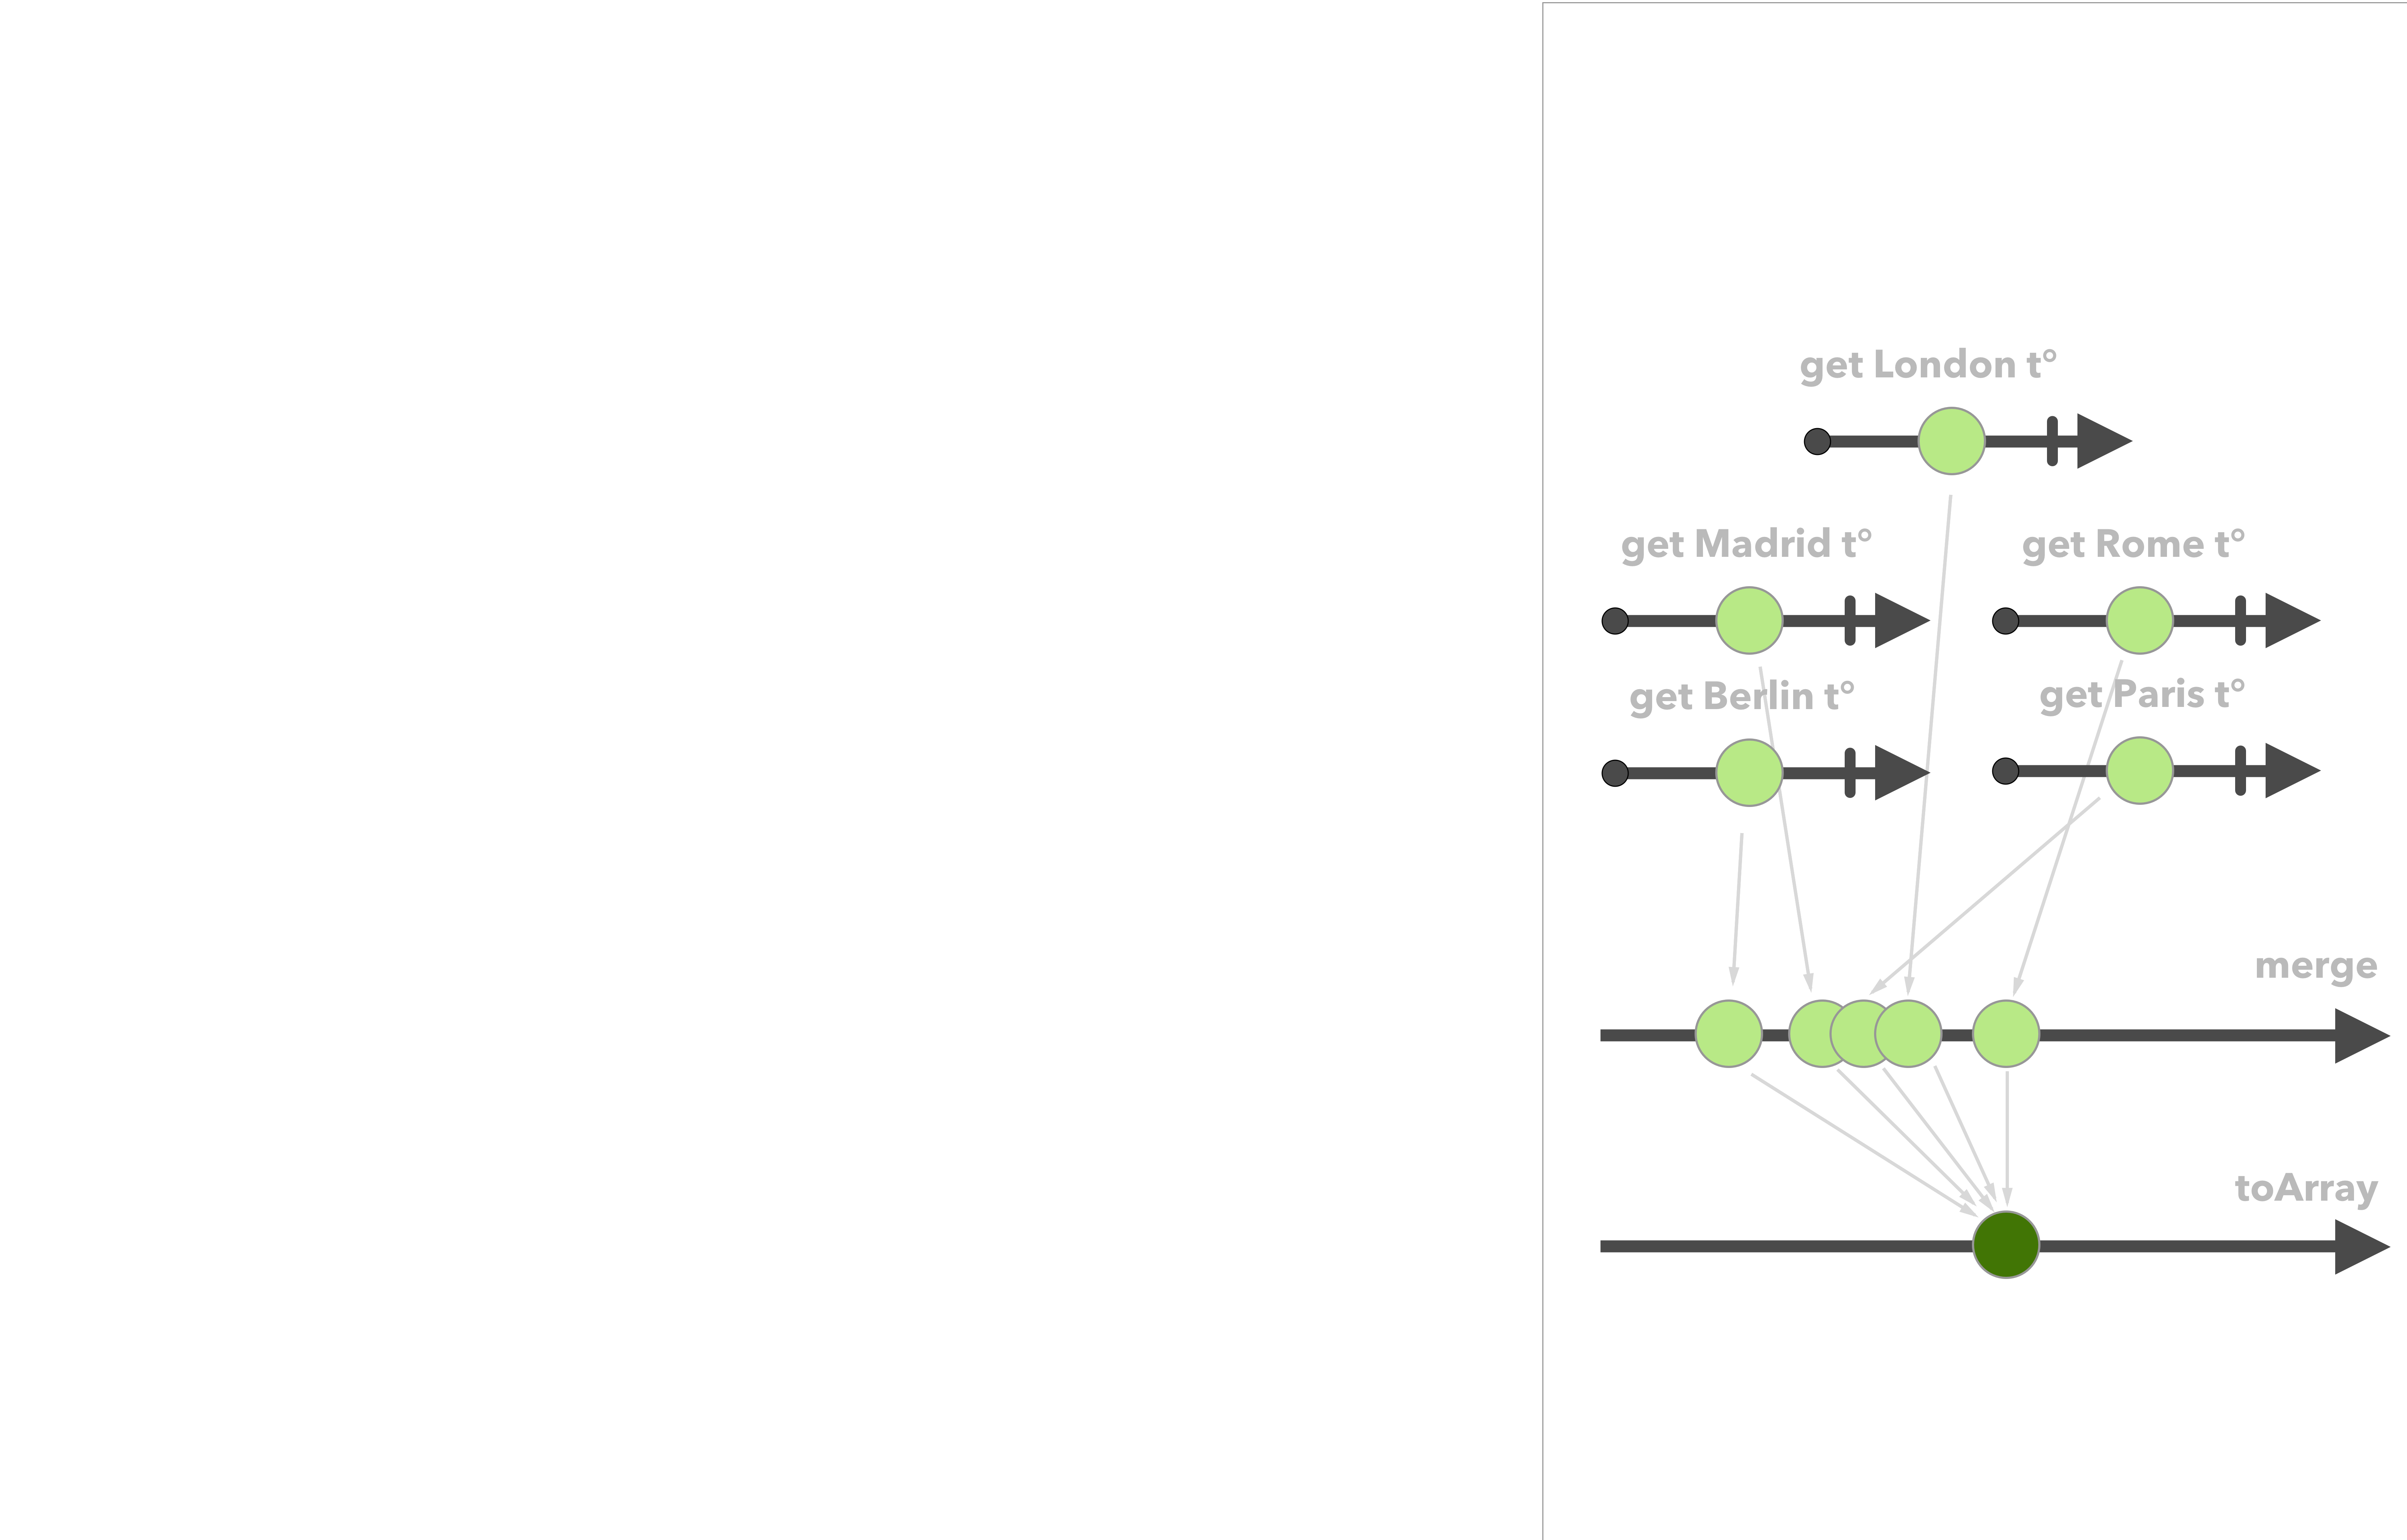 get London t°
get Madrid t°
get Rome t°
get Berlin t°
get Paris t°
merge
toArray